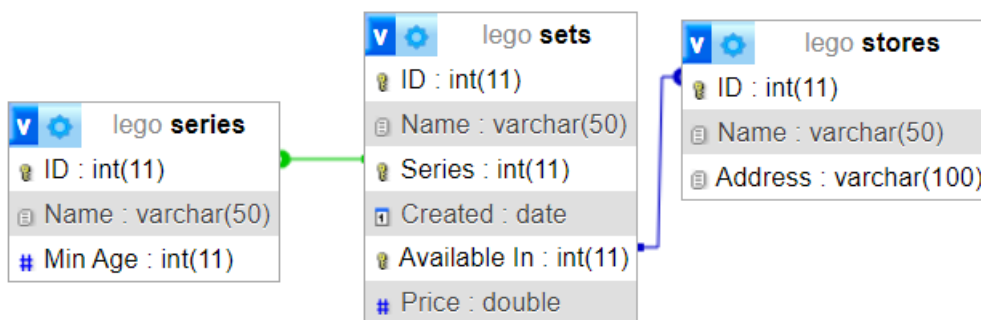 v lego series
ID : int(11)
Name : varchar(50)
# Min Age : int(11)
v lego sets
ID : int(11)
Name : varchar(50)
Series : int(11)
1 Created : date
Available In : int(11)
# Price : double
v lego stores
ID : int(11)
Name : varchar(50)
Address : varchar(100)